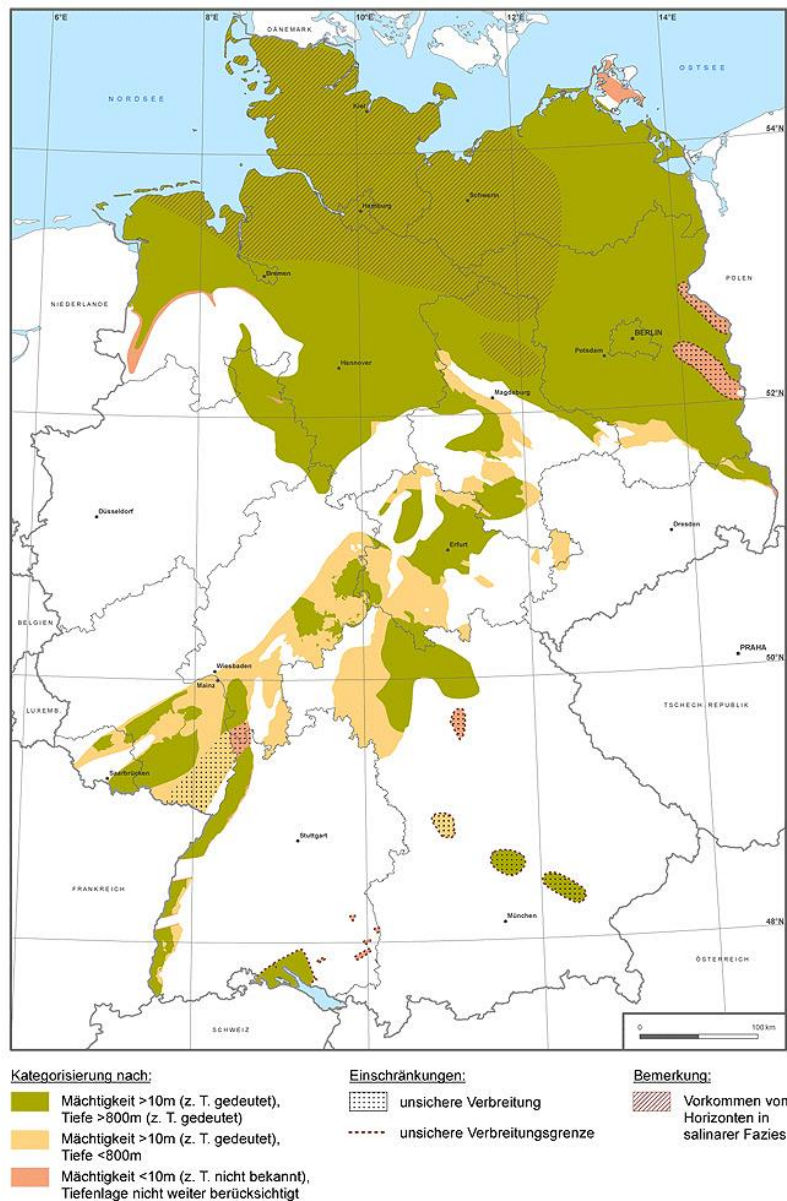 6°E
8°E
10°E
12°E
14°E
DÄNEMARK
OSTSEE
NORDSEE
Kiel
54°N
Schwerin
Hamburg
Bremen
POLEN
NIEDERLANDE
BERLIN
Potsdam
Hannover
52°N
Magdeburg
Düsseldorf
Dresden
Erfurt
BELGIEN
PRAHA
50°N
Wiesbaden
Mainz
LUXEMB.
TSCHECH. REPUBLIK
Saarbrücken
Stuttgart
FRANKREICH
München
48°N
ÖSTERREICH
SCHWEIZ
0 100 km
Kategorisierung nach:
Mächtigkeit >10m (z. T. gedeutet),
Tiefe >800m (z. T. gedeutet)
Mächtigkeit >10m (z. T. gedeutet),
Tiefe <800m
Mächtigkeit <10m (z. T. nicht bekannt),
Tiefenlage nicht weiter berücksichtigt
Einschränkungen:
unsichere Verbreitung
unsichere Verbreitungsgrenze
Bemerkung:
Vorkommen von
Horizonten in
salinarer Fazies